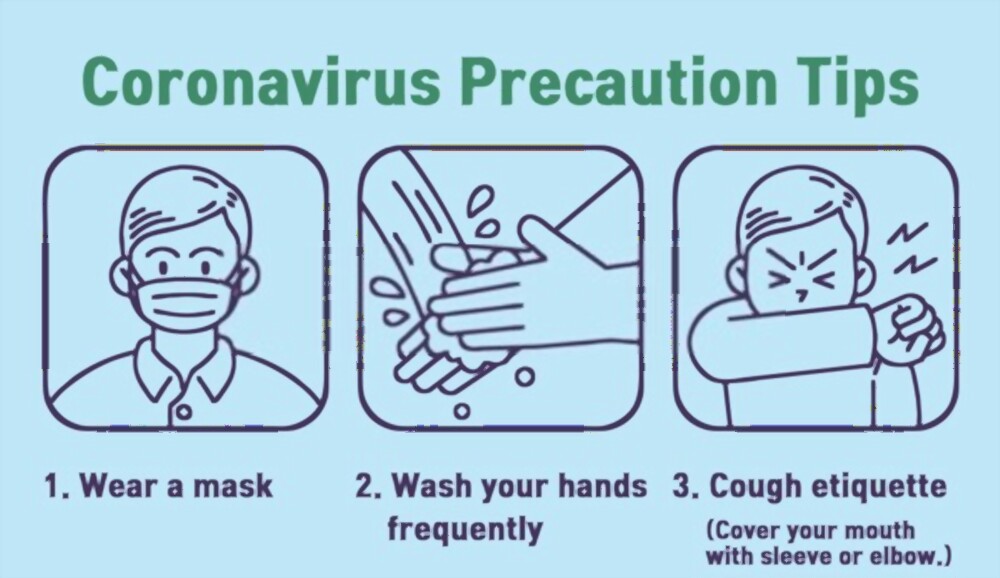 Coronavirus Precaution Tips
1. Wear a mask
2. Wash your hands
frequently
3. Cough etiquette
(Cover your mouth
with sleeve or elbow.)